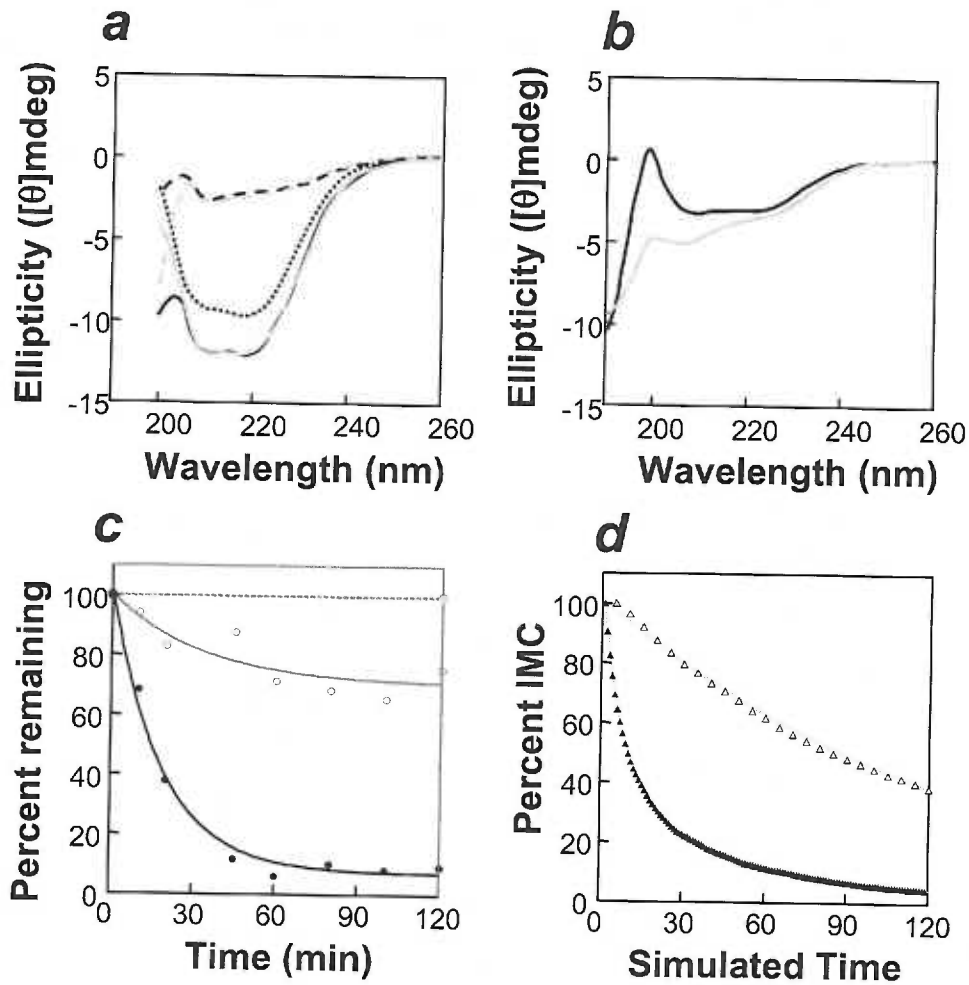 a
Ellipticity ([θ]mdeg)
5
0
-5
-10
-15
200 220 240 260
Wavelength (nm)
b
Ellipticity ([θ]mdeg)
5
0
-5
-10
-15
200 220 240 260
Wavelength (nm)
c
Percent remaining
100
80
60
40
20
0
0 30 60 90 120
Time (min)
d
Percent IMC
100
80
60
40
20
0
0 30 60 90 120
Simulated Time